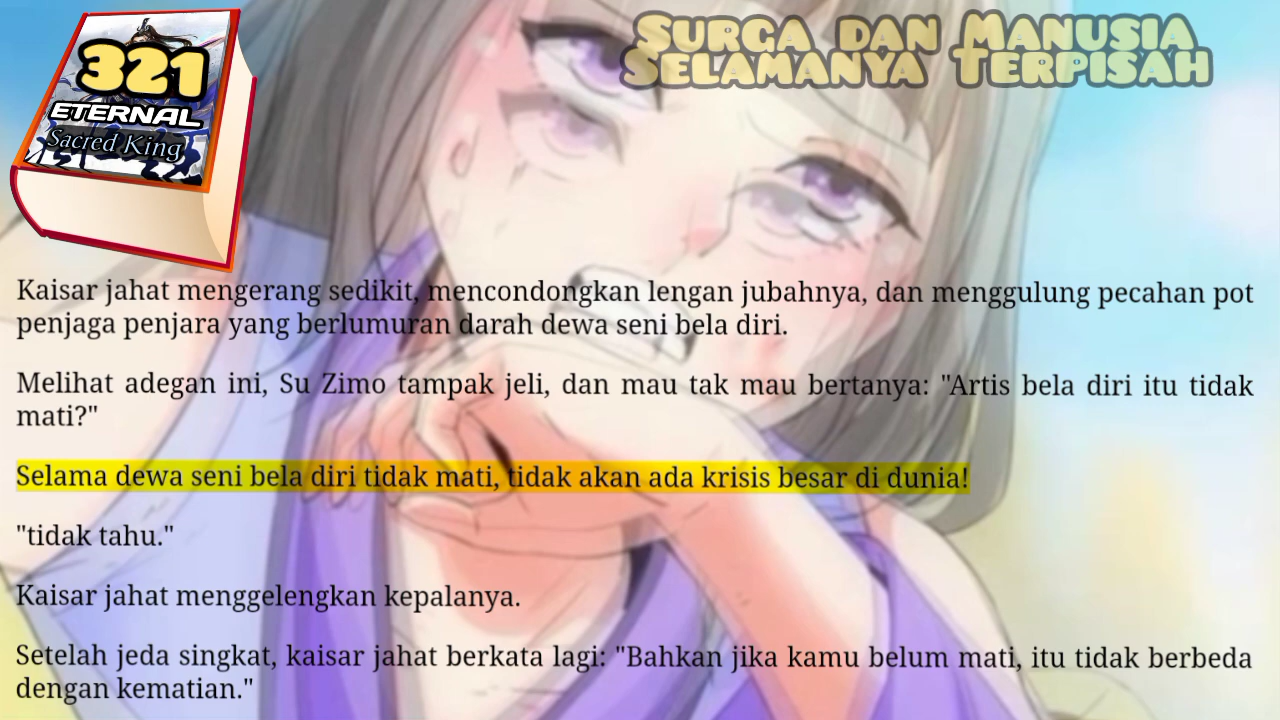 321
ETERNAL
Sacred King
Surga dan Manusia
Selamanya Terpisah
Kaisar jahat mengerang sedikit, mencondongkan lengan jubahnya, dan menggulung pecahan pot
penjaga penjara yang berlumuran darah dewa seni bela diri.
Melihat adegan ini, Su Zimo tampak jeli, dan mau tak mau bertanya: "Artis bela diri itu tidak
mati?"
Selama dewa seni bela diri tidak mati, tidak akan ada krisis besar di dunia!
"tidak tahu."
Kaisar jahat menggelengkan kepalanya.
Setelah jeda singkat, kaisar jahat berkata lagi: "Bahkan jika kamu belum mati, itu tidak berbeda
dengan kematian."